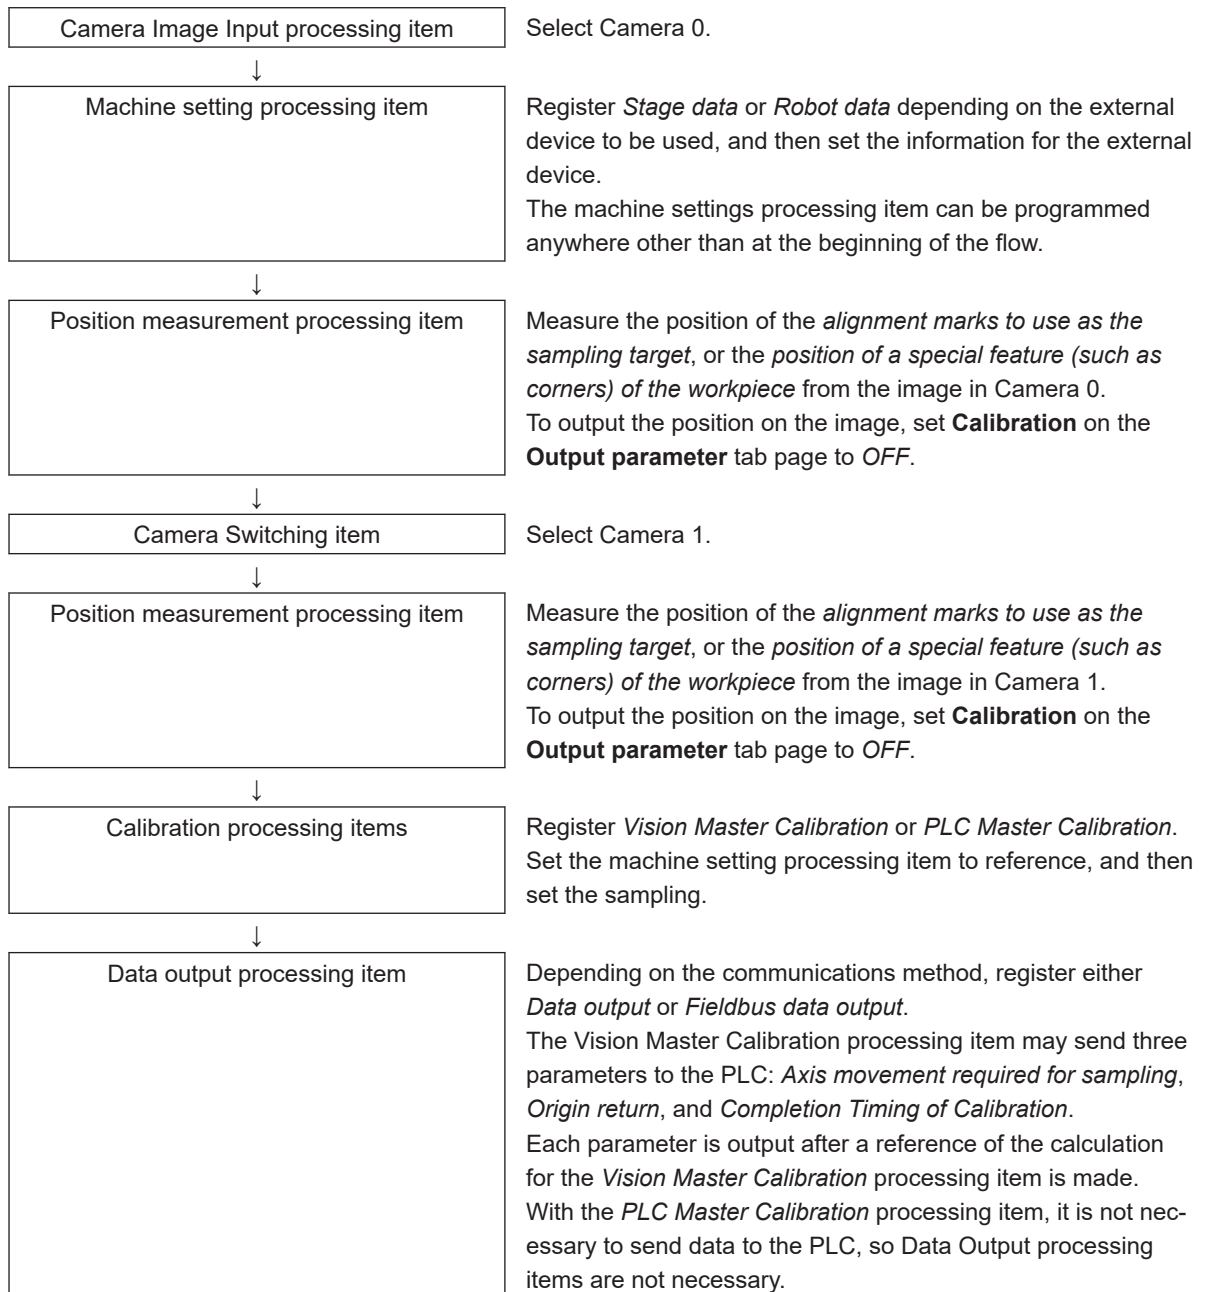 Camera Image Input processing item
Select Camera 0.
↓
Machine setting processing item
Register Stage data or Robot data depending on the external
device to be used, and then set the information for the external
device.
The machine settings processing item can be programmed
anywhere other than at the beginning of the flow.
↓
Position measurement processing item
Measure the position of the alignment marks to use as the
sampling target, or the position of a special feature (such as
corners) of the workpiece from the image in Camera 0.
To output the position on the image, set Calibration on the
Output parameter tab page to OFF.
↓
Camera Switching item
Select Camera 1.
↓
Position measurement processing item
Measure the position of the alignment marks to use as the
sampling target, or the position of a special feature (such as
corners) of the workpiece from the image in Camera 1.
To output the position on the image, set Calibration on the
Output parameter tab page to OFF.
↓
Calibration processing items
Register Vision Master Calibration or PLC Master Calibration.
Set the machine setting processing item to reference, and then
set the sampling.
↓
Data output processing item
Depending on the communications method, register either
Data output or Fieldbus data output.
The Vision Master Calibration processing item may send three
parameters to the PLC: Axis movement required for sampling,
Origin return, and Completion Timing of Calibration.
Each parameter is output after a reference of the calculation
for the Vision Master Calibration processing item is made.
With the PLC Master Calibration processing item, it is not nec-
essary to send data to the PLC, so Data Output processing
items are not necessary.